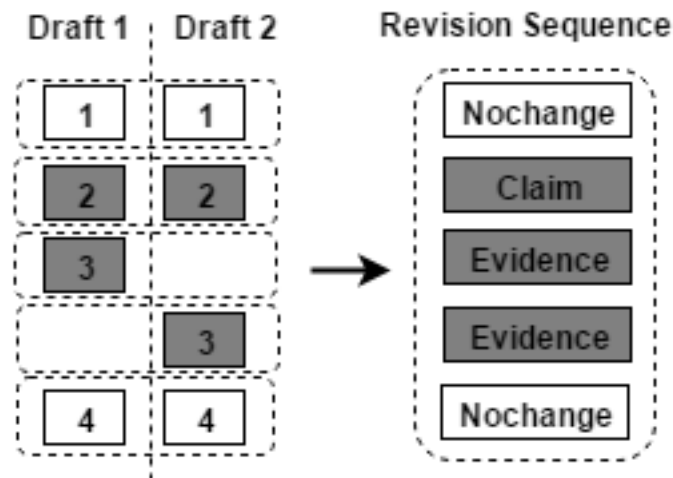 Draft 1 Draft 2 Revision Sequence
1 1 Nochange
2 2 Claim
3 Evidence
3 Evidence
4 4 Nochange